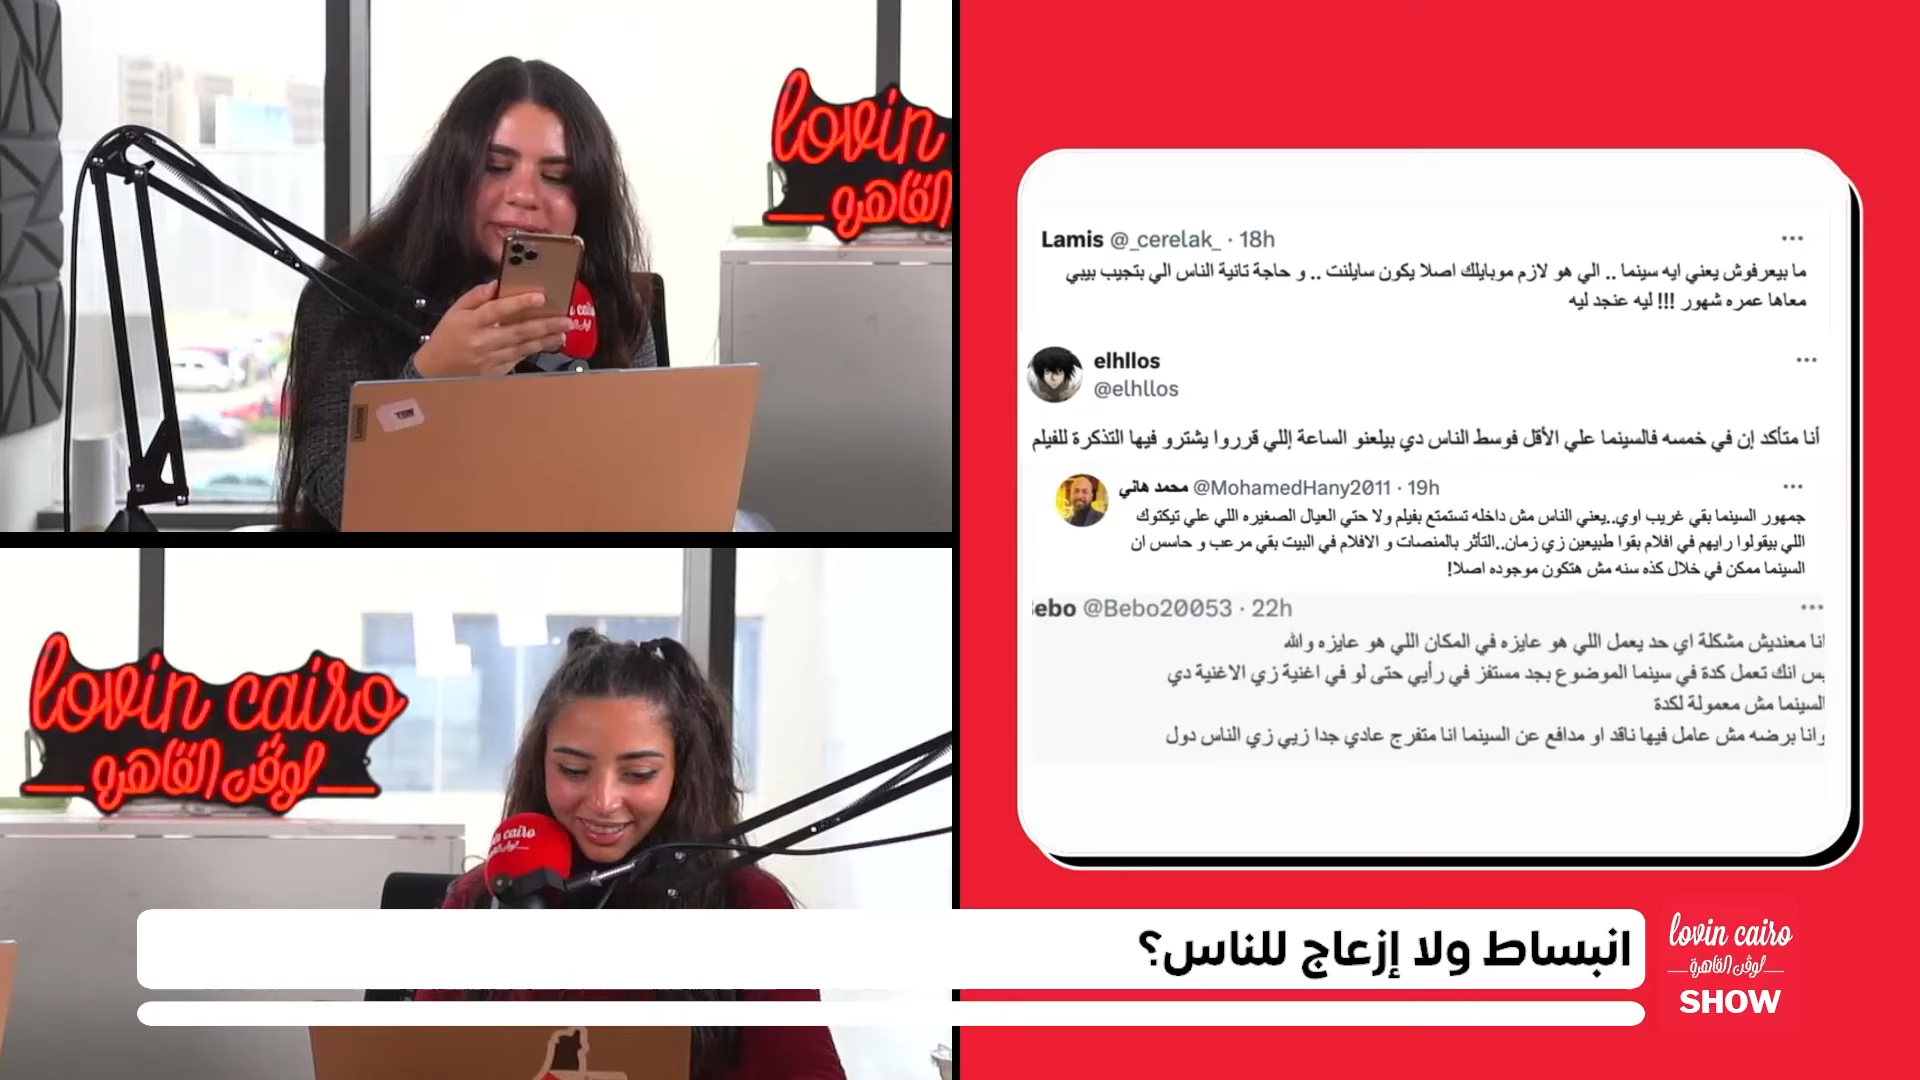 lovin
القاهرة
lovin cairo
لوڤن القاهرة
Lamis @_cerelak_ · 18h
ما بيعرفوش يعني ايه سينما .. الي هو لازم موبايلك اصلا يكون سايلنت .. و حاجة تانية الناس الي بتجيب بيبي
معاها عمره شهور !!! ليه عنجد ليه
elhllos
@elhllos
أنا متأكد إن في خمسه فالسينما علي الأقل فوسط الناس دي بيلعنو الساعة إللي قرروا يشترو فيها التذكرة للفيلم
محمد هاني @MohamedHany2011 · 19h
جمهور السينما بقي غريب اوي..يعني الناس مش داخله تستمتع بفيلم ولا حتي العيال الصغيره اللي علي تيكتوك
اللي بيقولوا رايهم في افلام بقوا طبيعين زي زمان..التأثر بالمنصات و الافلام في البيت بقي مرعب و حاسس ان
السينما ممكن في خلال كذه سنه مش هتكون موجوده اصلا!
ebo @Bebo20053 · 22h
انا معنديش مشكلة اي حد يعمل اللي هو عايزه في المكان اللي هو عايزه والله
بس انك تعمل كدة في سينما الموضوع بجد مستفز في رأيي حتى لو في اغنية زي الاغنية دي
السينما مش معمولة لكدة
وانا برضه مش عامل فيها ناقد او مدافع عن السينما انا متفرج عادي جدا زيي زي الناس دول
انبساط ولا إزعاج للناس؟
lovin cairo
لوڤن القاهرة
SHOW